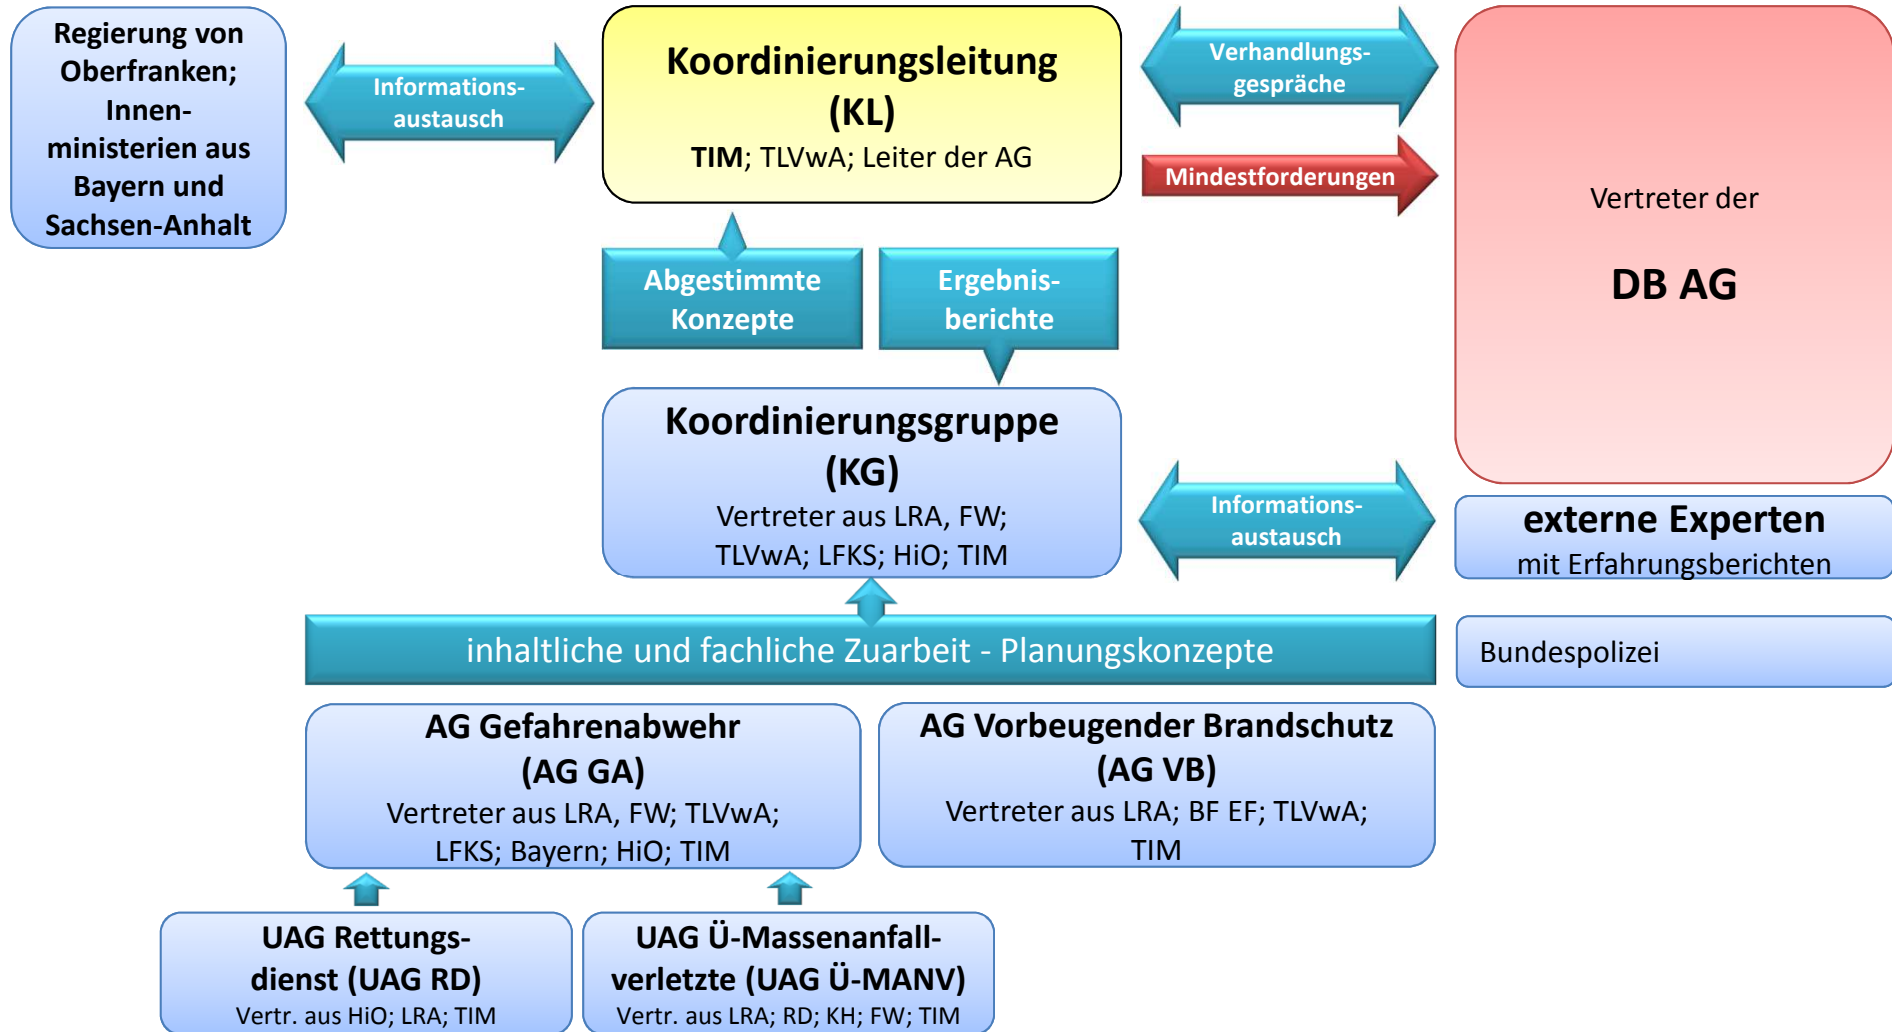 Regierung von
Oberfranken;
Innen-
ministerien aus
Bayern und
Sachsen-Anhalt
Informations-
austausch
Koordinierungsleitung
(KL)
TIM; TLVwA; Leiter der AG
Verhandlungs-
gespräche
Mindestforderungen
Vertreter der
DB AG
Abgestimmte
Konzepte
Ergebnis-
berichte
Koordinierungsgruppe
(KG)
Vertreter aus LRA, FW;
TLVwA; LFKS; HiO; TIM
Informations-
austausch
externe Experten
mit Erfahrungsberichten
inhaltliche und fachliche Zuarbeit - Planungskonzepte
Bundespolizei
AG Gefahrenabwehr
(AG GA)
Vertreter aus LRA, FW; TLVwA;
LFKS; Bayern; HiO; TIM
AG Vorbeugender Brandschutz
(AG VB)
Vertreter aus LRA; BF EF; TLVwA;
TIM
UAG Rettungs-
dienst (UAG RD)
Vertr. aus HiO; LRA; TIM
UAG Ü-Massenanfall-
verletzte (UAG Ü-MANV)
Vertr. aus LRA; RD; KH; FW; TIM